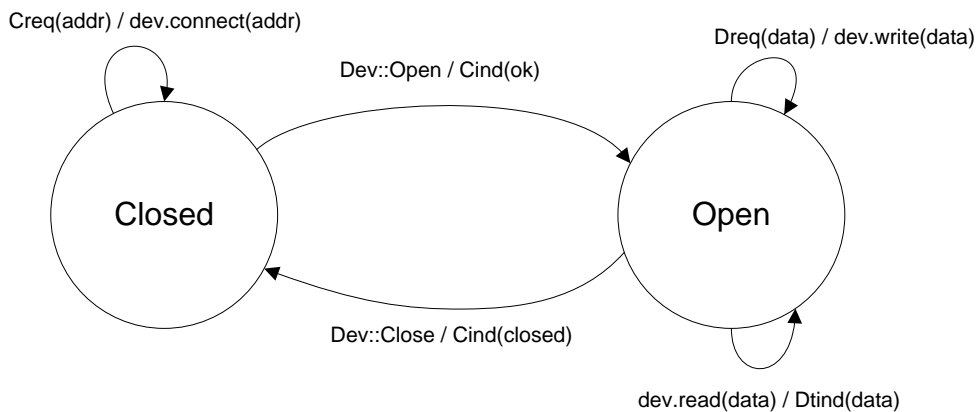 Creq(addr) / dev.connect(addr)
Dreq(data) / dev.write(data)
Dev::Open / Cind(ok)
Closed
Open
Dev::Close / Cind(closed)
dev.read(data) / Dtind(data)